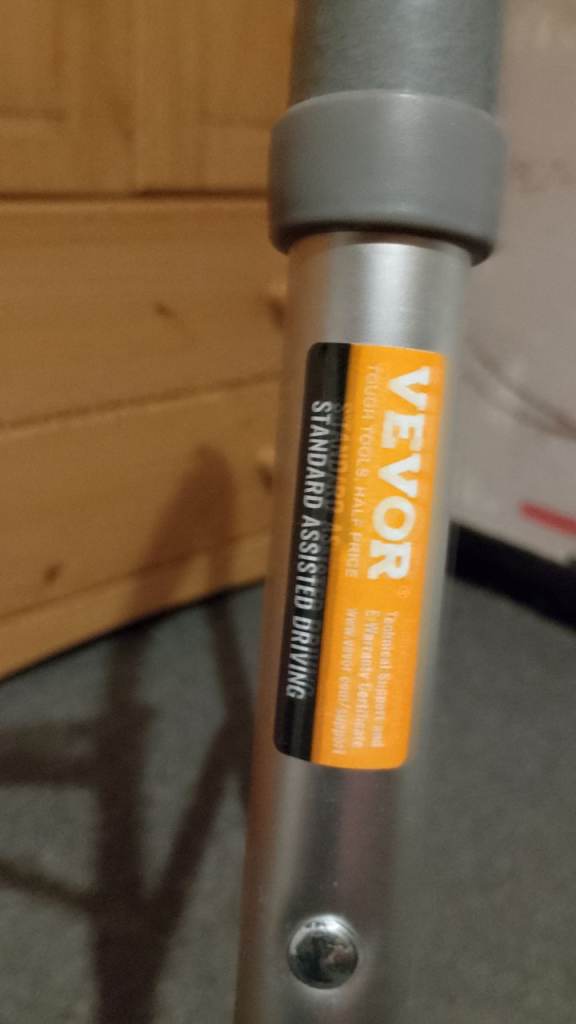 VEVOR®
TOUGH TOOLS, HALF PRICE
Technical Support and
E-Warranty Certificate
www.vevor.com/support
STANDARD ASSISTED DRIVING